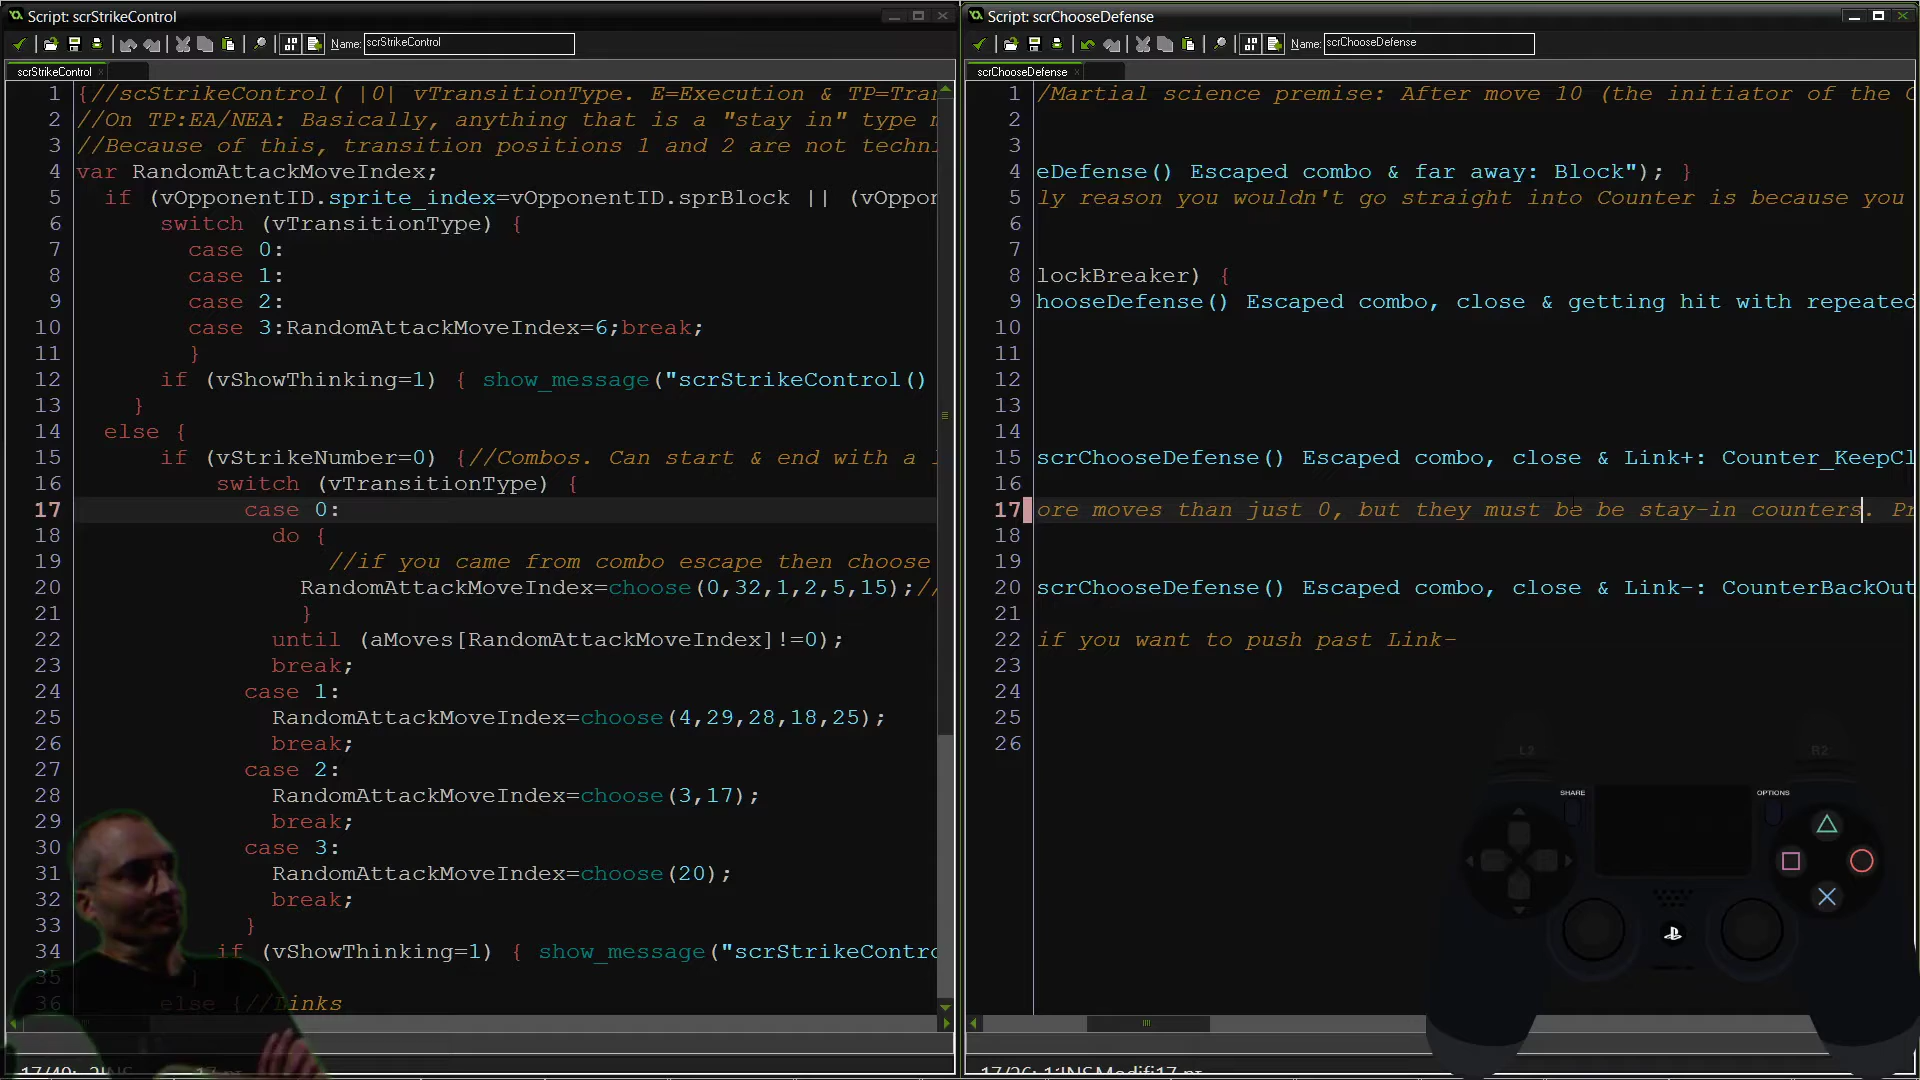 Script: scrStrikeControl
Name: scrStrikeControl
scrStrikeControl
1 {//scStrikeControl( |0| vTransitionType. E=Execution & TP=Tran
2 //On TP:EA/NEA: Basically, anything that is a "stay in" type
3 //Because of this, transition positions 1 and 2 are not techni
4 var RandomAttackMoveIndex;
5 if (vOpponentID.sprite_index=vOpponentID.sprBlock || (vOppon
6 switch (vTransitionType) {
7 case 0:
8 case 1:
9 case 2:
10 case 3:RandomAttackMoveIndex=6;break;
11 }
12 if (vShowThinking=1) { show_message("scrStrikeControl()
13 }
14 else {
15 if (vStrikeNumber=0) {//Combos. Can start & end with a
16 switch (vTransitionType) {
17 case 0:
18 do {
19 //if you came from combo escape then choose
20 RandomAttackMoveIndex=choose(0,32,1,2,5,15);//
21 }
22 until (aMoves[RandomAttackMoveIndex]!=0);
23 break;
24 case 1:
25 RandomAttackMoveIndex=choose(4,29,28,18,25);
26 break;
27 case 2:
28 RandomAttackMoveIndex=choose(3,17);
29 break;
30 case 3:
31 RandomAttackMoveIndex=choose(20);
32 break;
33 }
34 if (vShowThinking=1) { show_message("scrStrikeContro
35 }
36 else {//Links
17/40:
Script: scrChooseDefense
Name: scrChooseDefense
scrChooseDefense
1 /Martial science premise: After move 10 (the initiator of the C
2
3
4 eDefense() Escaped combo & far away: Block"); }
5 ly reason you wouldn't go straight into Counter is because you
6
7
8 lockBreaker) {
9 hooseDefense() Escaped combo, close & getting hit with repeated
10
11
12
13
14
15 scrChooseDefense() Escaped combo, close & Link+: Counter_KeepCl
16
17 ore moves than just 0, but they must be be stay-in counters. Pr
18
19
20 scrChooseDefense() Escaped combo, close & Link-: CounterBackOut
21
22 if you want to push past Link-
23
24
25
26
L2
R2
SHARE
OPTIONS